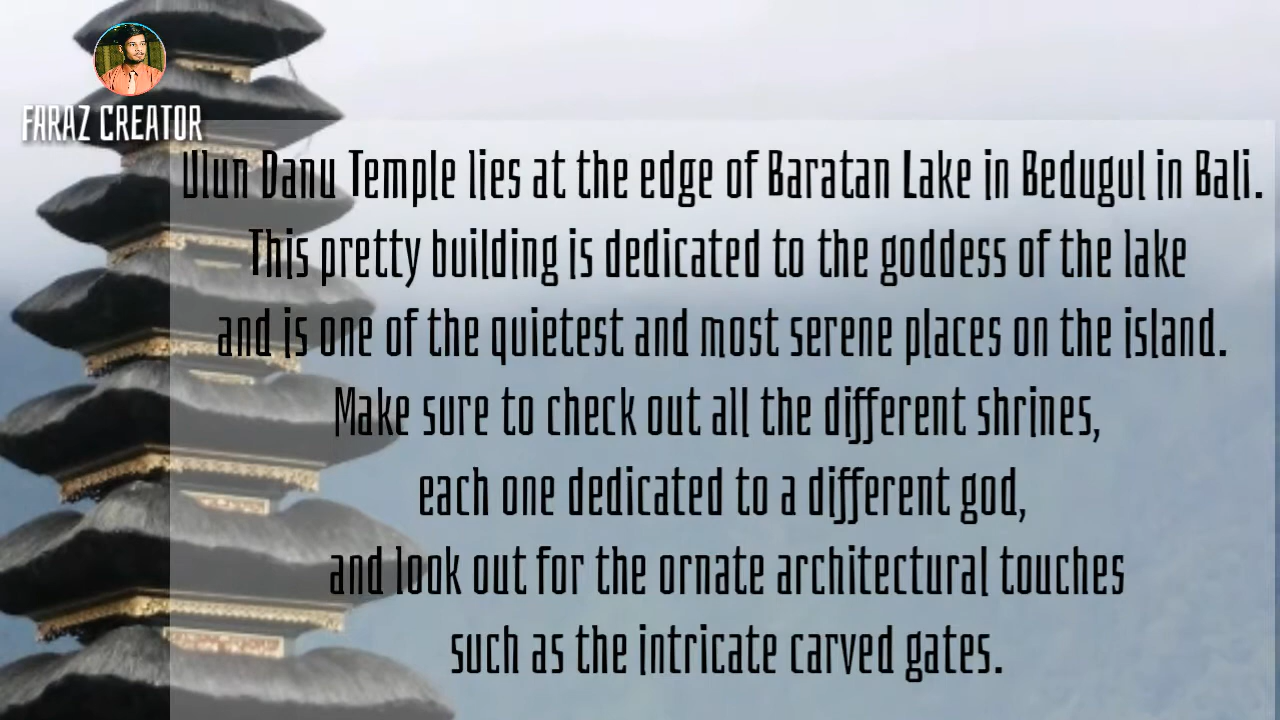 FARAZ CREATOR
Ulun Danu Temple lies at the edge of Baratan Lake in Bedugul in Bali.
This pretty building is dedicated to the goddess of the lake
and is one of the quietest and most serene places on the island.
Make sure to check out all the different shrines,
each one dedicated to a different god,
and look out for the ornate architectural touches
such as the intricate carved gates.